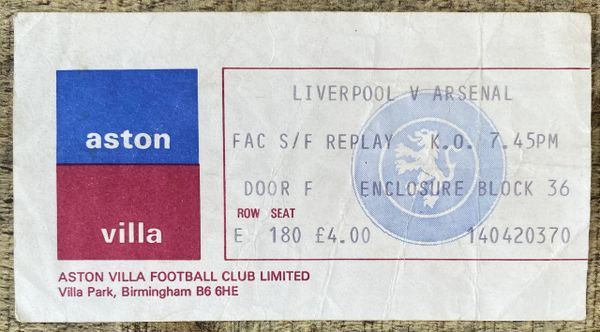 aston
villa
LIVERPOOL V ARSENAL
FAC S/F REPLAY K.O. 7.45PM
DOOR F ENCLOSURE BLOCK 36
ROW SEAT
E 180 £4.00 140420370
ASTON VILLA FOOTBALL CLUB LIMITED
Villa Park, Birmingham B6 6HE